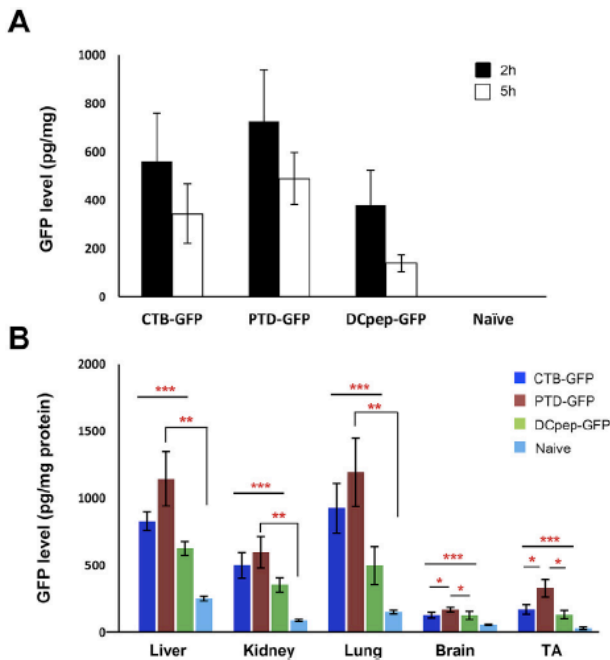 A
1000
800
600
400
200
0
GFP level (pg/mg)
2h
5h
CTB-GFP PTD-GFP DCpep-GFP Naïve
B
2000
1500
1000
500
0
GFP level (pg/mg protein)
CTB-GFP
PTD-GFP
DCpep-GFP
Naive
*** ** *** ** *** ** *** * * *** * *
Liver Kidney Lung Brain TA